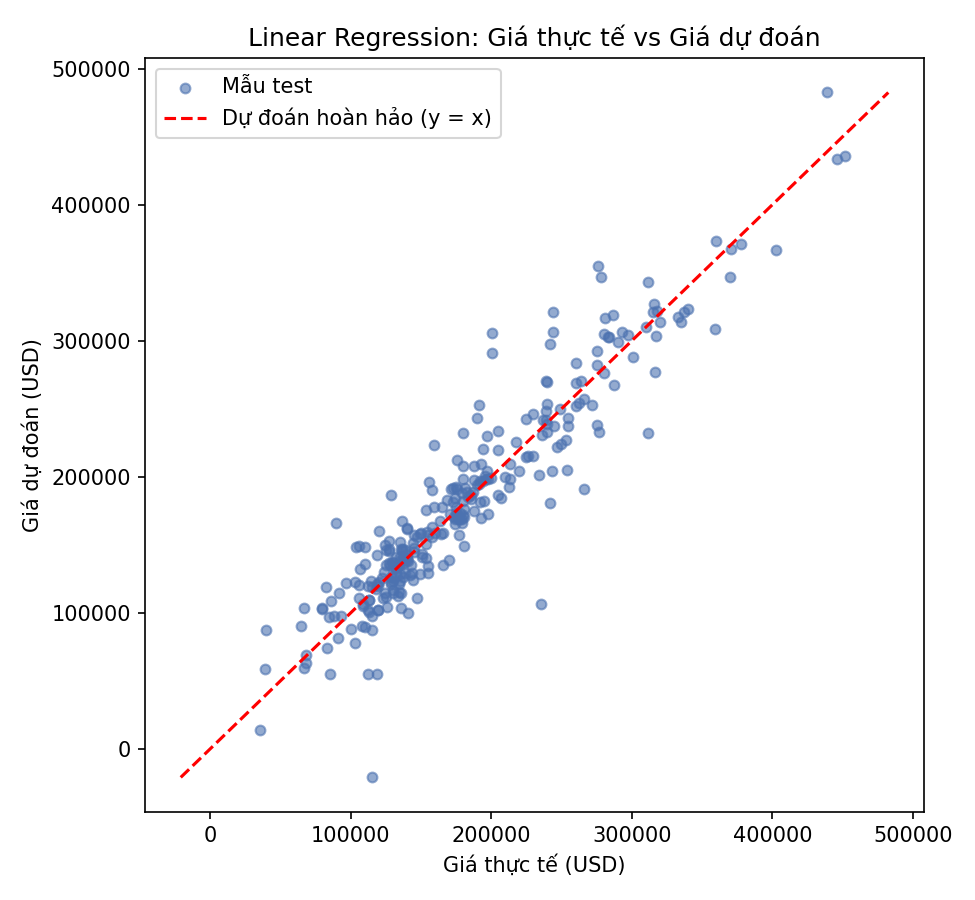 Linear Regression: Giá thực tế vs Giá dự đoán
500000
Mẫu test
Dự đoán hoàn hảo (y = x)
400000
300000
200000
100000
0
Giá dự đoán (USD)
0 100000 200000 300000 400000 500000
Giá thực tế (USD)